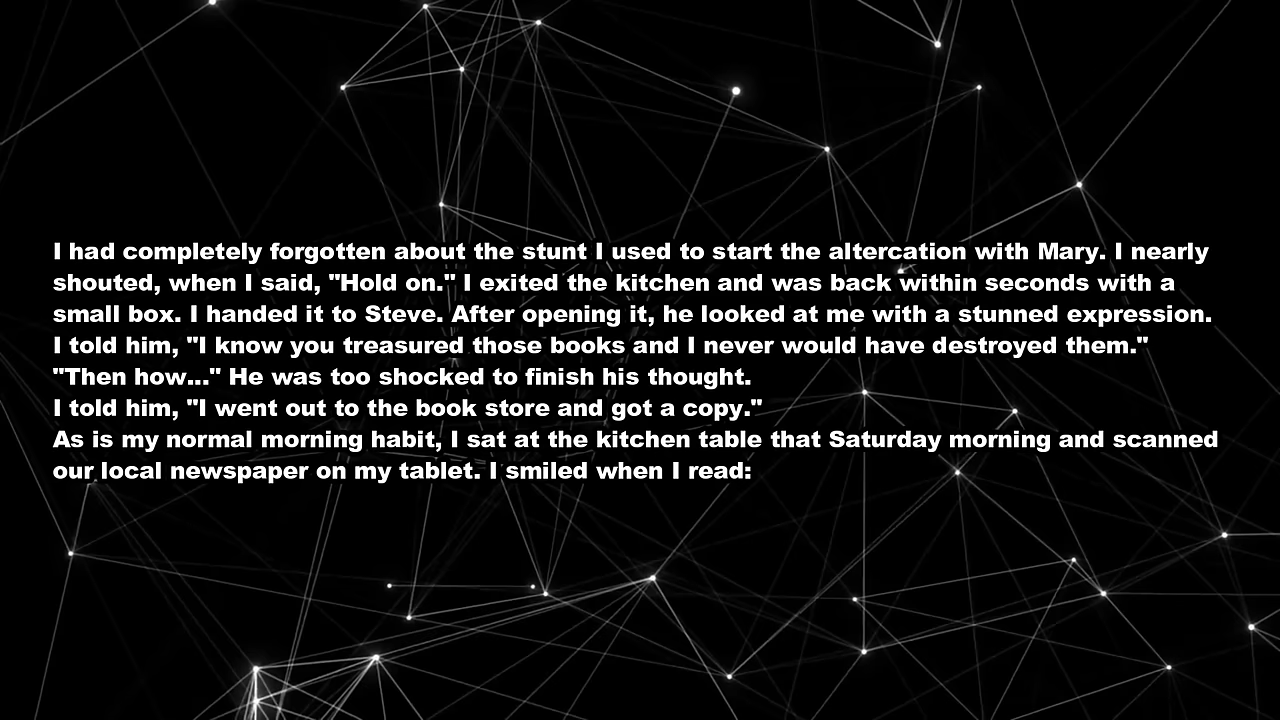 I had completely forgotten about the stunt I used to start the altercation with Mary. I nearly
shouted, when I said, "Hold on." I exited the kitchen and was back within seconds with a
small box. I handed it to Steve. After opening it, he looked at me with a stunned expression.
I told him, "I know you treasured those books and I never would have destroyed them."
"Then how..." He was too shocked to finish his thought.
I told him, "I went out to the book store and got a copy."
As is my normal morning habit, I sat at the kitchen table that Saturday morning and scanned
our local newspaper on my tablet. I smiled when I read: